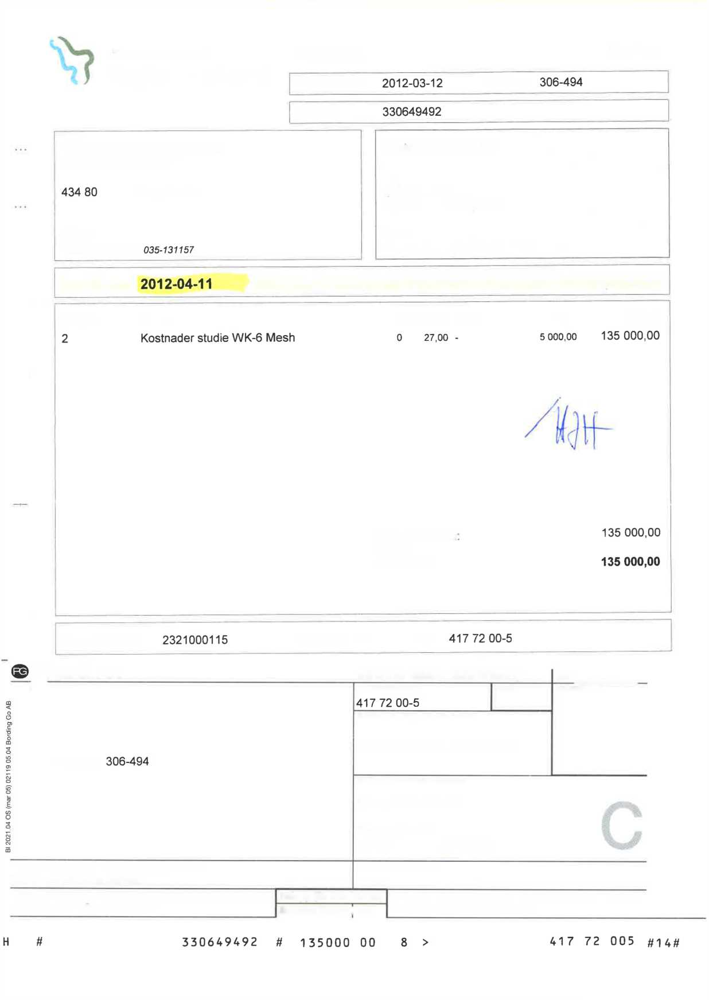 2012-03-12 306-494
330649492
434 80
035-131157
2012-04-11
2 Kostnader studie WK-6 Mesh 0 27,00 - 5 000,00 135 000,00
135 000,00
135 000,00
2321000115 417 72 00-5
PG
417 72 00-5
306-494
BI 2021.04 OS (mar 05) 02119 05.04 Bording Go AB
C
H # 330649492 # 135000 00 8 > 417 72 005 #14#